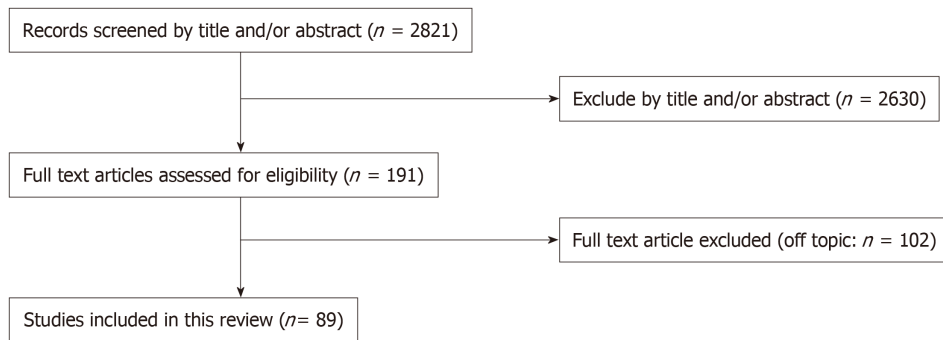 Records screened by title and/or abstract (n = 2821)
Exclude by title and/or abstract (n = 2630)
Full text articles assessed for eligibility (n = 191)
Full text article excluded (off topic: n = 102)
Studies included in this review (n= 89)